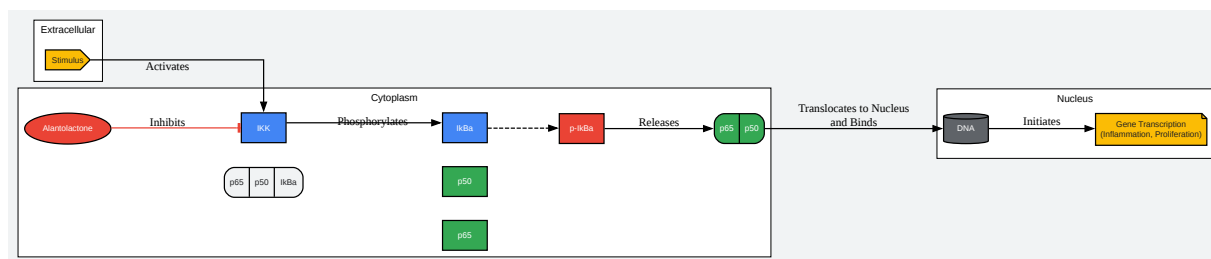 Extracellular
Stimulus
Activates
Cytoplasm
Alantolactone
Inhibits
IKK
Phosphorylates
IkBa
p-IkBa
Releases
p65 p50
Translocates to Nucleus
and Binds
Nucleus
DNA
Initiates
Gene Transcription
(Inflammation, Proliferation)
p65 p50 IkBa
p50
p65